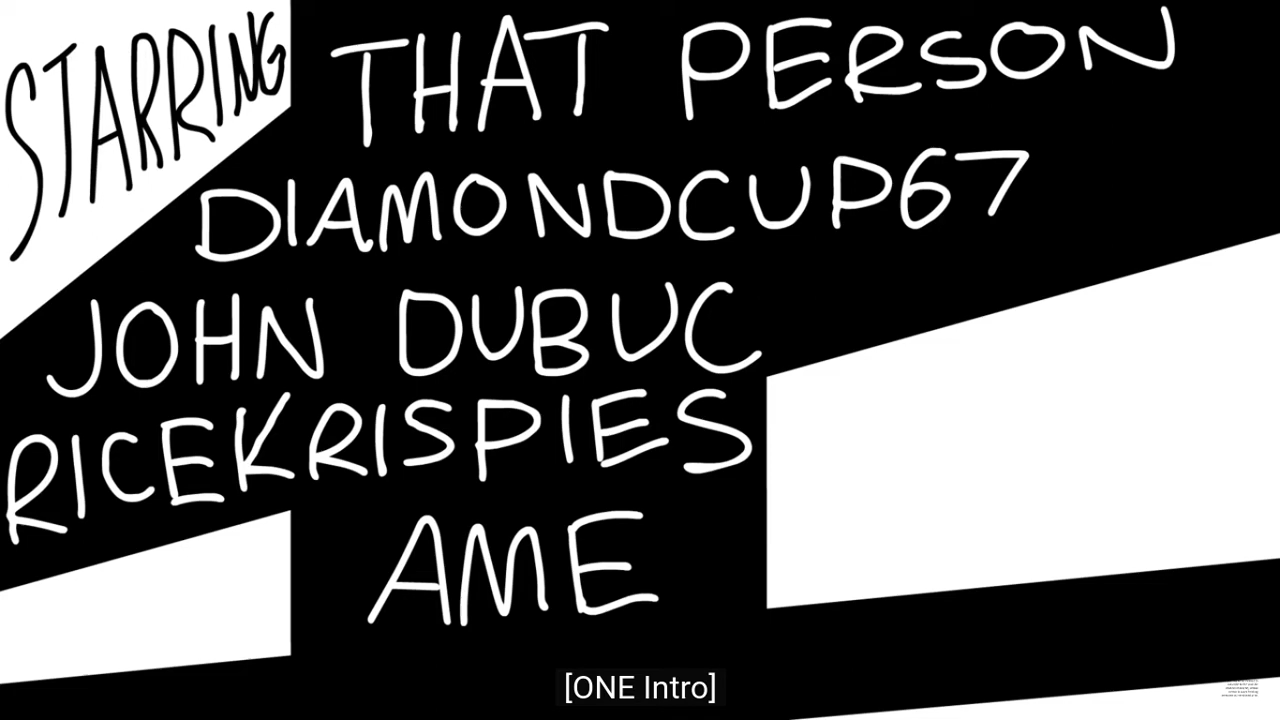 STARRING
THAT PERSON
DIAMONDCUP67
JOHN DUBUC
RICEKRISPIES
AME
[ONE Intro]